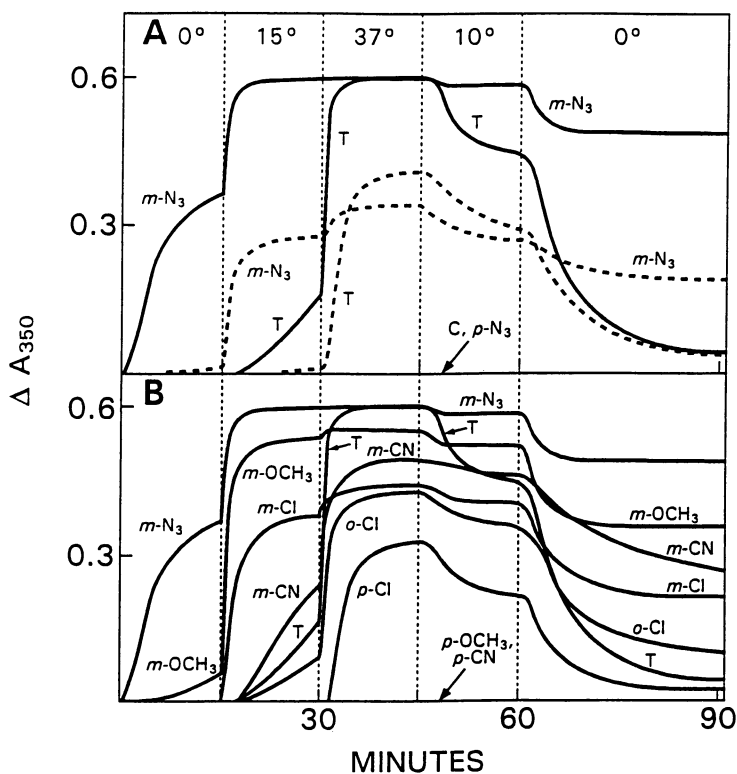 A 0° 15° 37° 10° 0°
0.6
m-N₃
T
T
m-N₃
0.3
m-N₃
m-N₃
T
T
C, p-N₃
Δ A₃₅₀
B
0.6
m-N₃
T
T
m-CN
m-OCH₃
m-Cl
m-OCH₃
m-N₃
o-Cl
m-CN
0.3
m-CN
p-Cl
m-Cl
T
o-Cl
p-OCH₃,
p-CN
m-OCH₃
T
30 60 90
MINUTES